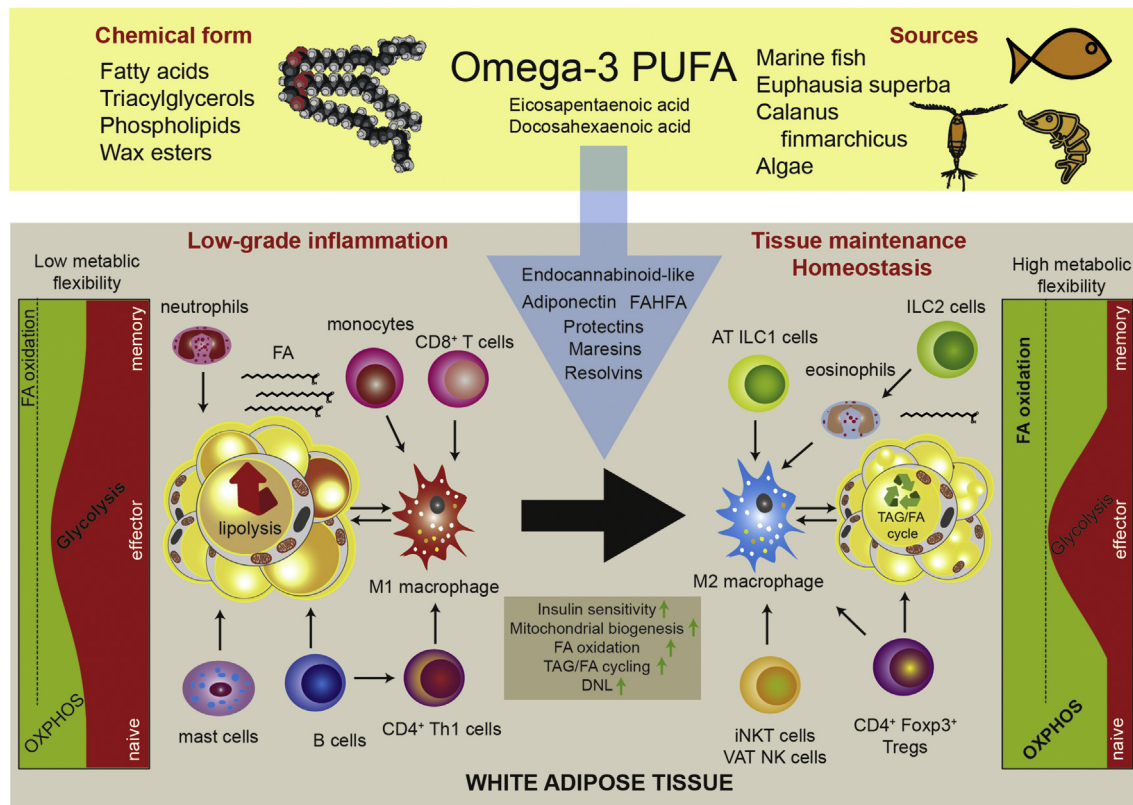 Chemical form
Fatty acids
Triacylglycerols
Phospholipids
Wax esters
Omega-3 PUFA
Eicosapentaenoic acid
Docosahexaenoic acid
Sources
Marine fish
Euphausia superba
Calanus
finmarchicus
Algae
Low-grade inflammation
Low metablic
flexibility
FA oxidation
Glycolysis
OXPHOS
memory
effector
naive
neutrophils
FA
monocytes
CD8⁺ T cells
lipolysis
M1 macrophage
mast cells
B cells
CD4⁺ Th1 cells
Endocannabinoid-like
Adiponectin FAHFA
Protectins
Maresins
Resolvins
Insulin sensitivity
Mitochondrial biogenesis
FA oxidation
TAG/FA cycling
DNL
Tissue maintenance
Homeostasis
ILC2 cells
AT ILC1 cells
eosinophils
TAG/FA
cycle
M2 macrophage
iNKT cells
VAT NK cells
CD4⁺ Foxp3⁺
Tregs
High metabolic
flexibility
FA oxidation
Glycolysis
OXPHOS
memory
effector
naive
WHITE ADIPOSE TISSUE